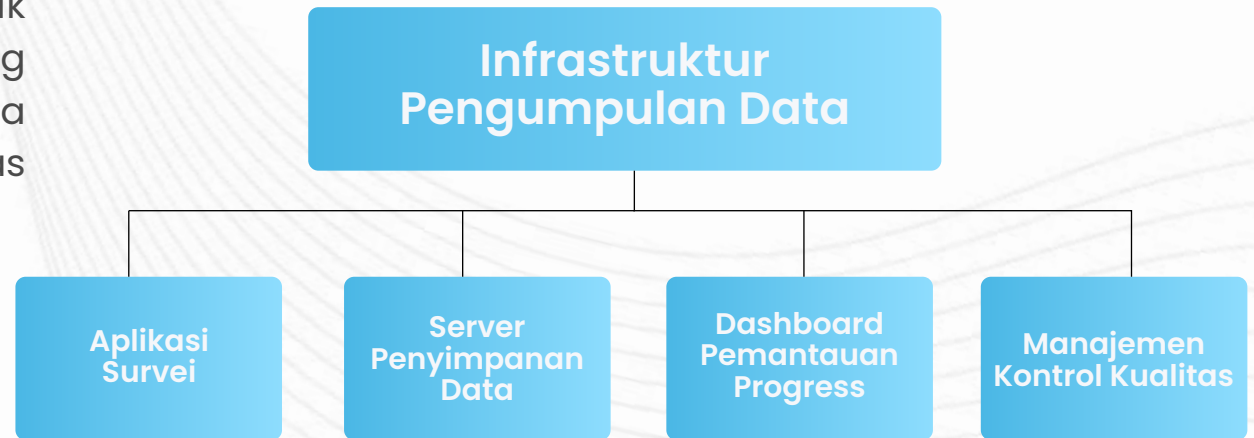 Infrastruktur
Pengumpulan Data
Aplikasi
Survei
Server
Penyimpanan
Data
Dashboard
Pemantauan
Progress
Manajemen
Kontrol Kualitas